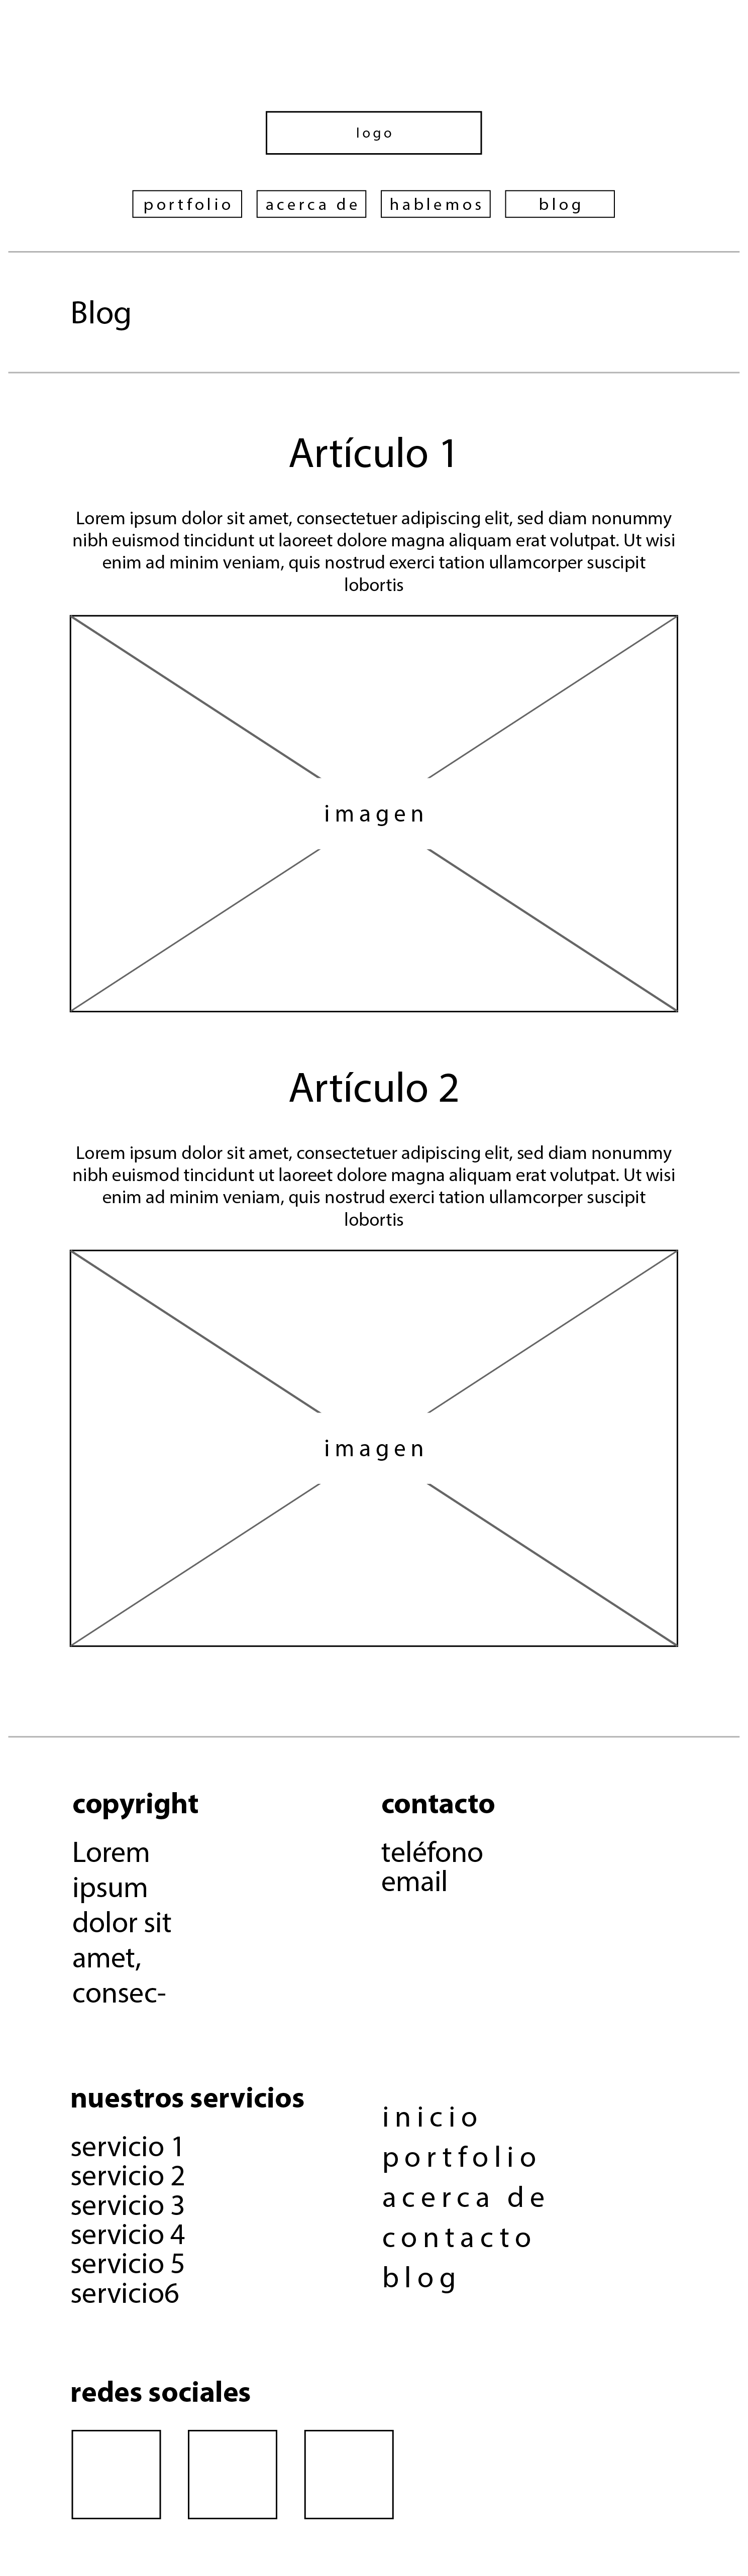 logo
portfolio
acerca de
hablemos
blog
Blog
Artículo 1
Lorem ipsum dolor sit amet, consectetuer adipiscing elit, sed diam nonummy
nibh euismod tincidunt ut laoreet dolore magna aliquam erat volutpat. Ut wisi
enim ad minim veniam, quis nostrud exerci tation ullamcorper suscipit
lobortis
imagen
Artículo 2
Lorem ipsum dolor sit amet, consectetuer adipiscing elit, sed diam nonummy
nibh euismod tincidunt ut laoreet dolore magna aliquam erat volutpat. Ut wisi
enim ad minim veniam, quis nostrud exerci tation ullamcorper suscipit
lobortis
imagen
copyright
Lorem
ipsum
dolor sit
amet,
consec-
contacto
teléfono
email
nuestros servicios
servicio 1
servicio 2
servicio 3
servicio 4
servicio 5
servicio6
inicio
portfolio
acerca de
contacto
blog
redes sociales